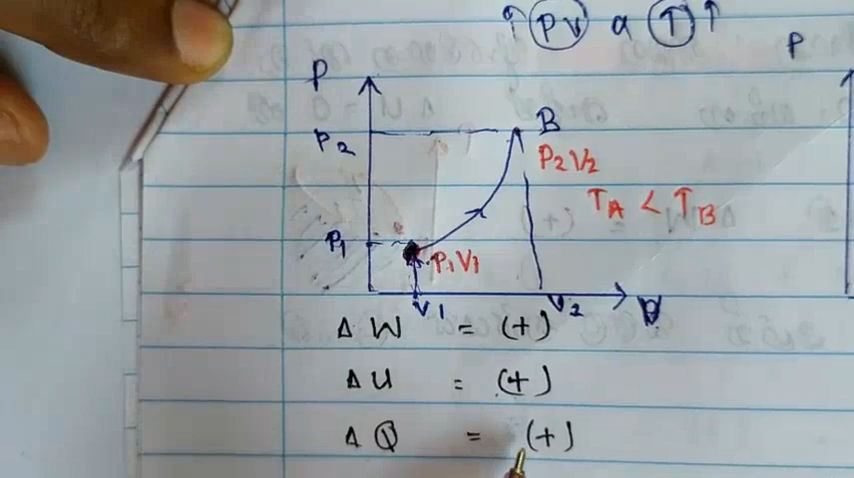 ↑ PV α T ↑
P
P
B
P2
P2V2
TA < TB
P1
P1V1
V1
V2
ΔW = (+)
ΔU = (+)
ΔQ = (+)